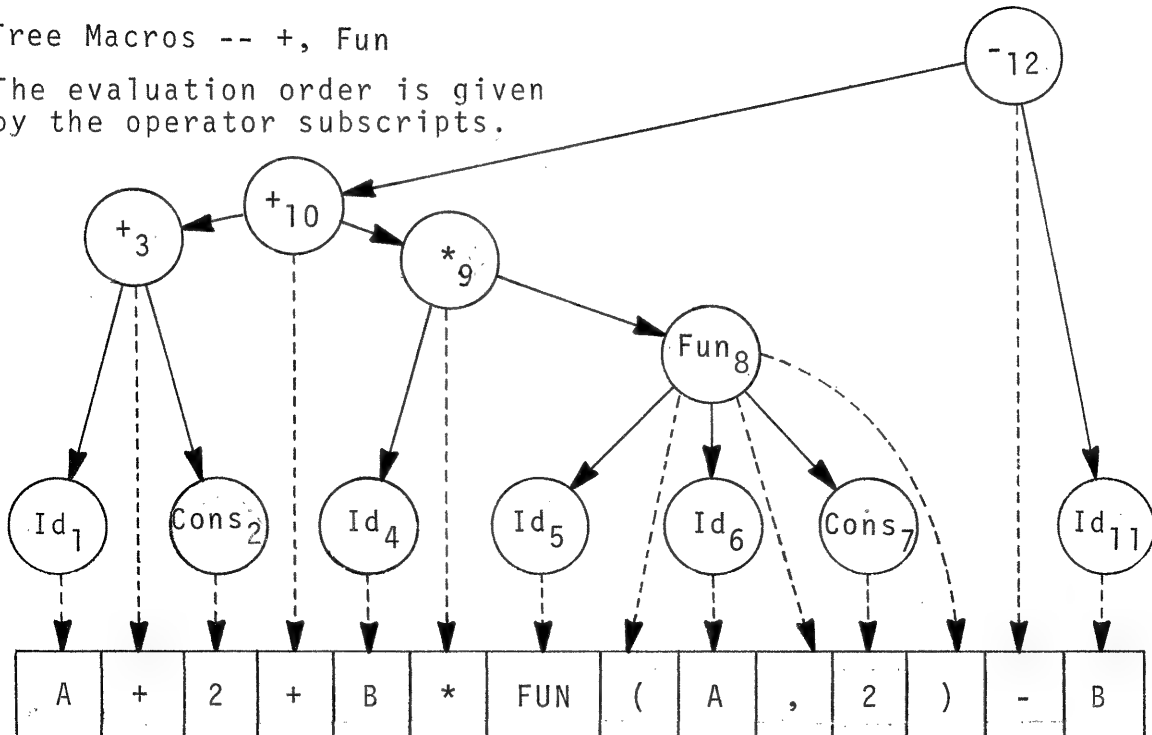 Tree Macros -- +, Fun
The evaluation order is given
by the operator subscripts.
-12
+10
+3
*9
Fun8
Id1 Cons2 Id4 Id5 Id6 Cons7 Id11
A + 2 + B * FUN ( A , 2 ) - B